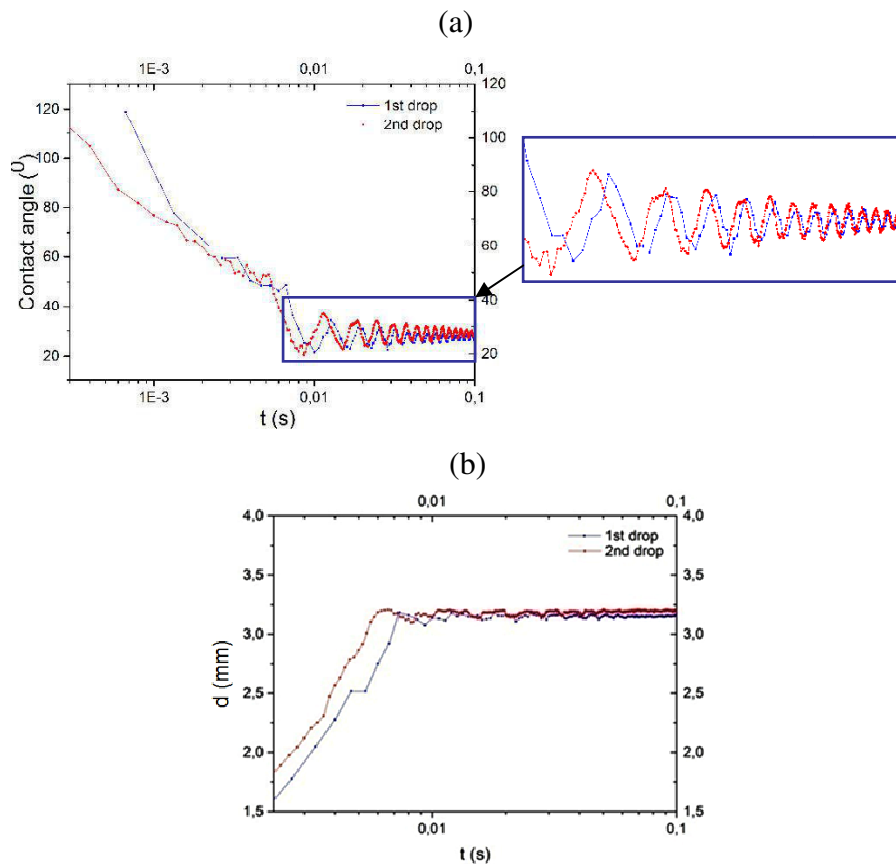 (a)
1E-3 0,01 0,1
120
100
80
60
40
20
Contact angle (⁰)
120
100
80
60
40
20
1st drop
2nd drop
1E-3 0,01 0,1
t (s)
(b)
0,01 0,1
4,0
3,5
3,0
2,5
2,0
1,5
d (mm)
4,0
3,5
3,0
2,5
2,0
1,5
1st drop
2nd drop
0,01 0,1
t (s)